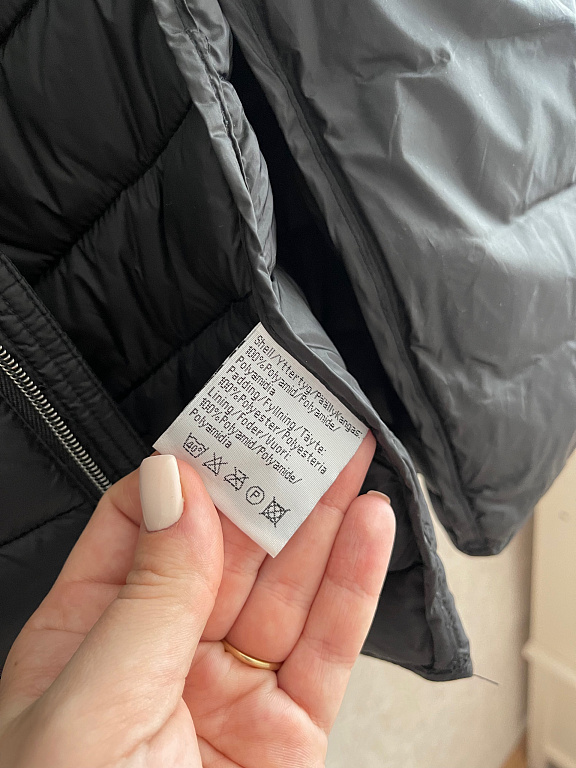 Shell/Yttertyg/Päällykangas:
100%Polyamid/Polyamide/
Polyamidia
Padding/Fyllning/Täyte:
100%Polyester/Polyesteria
Lining/Foder/Vuori:
100%Polyamid/Polyamide/
Polyamidia
40° P